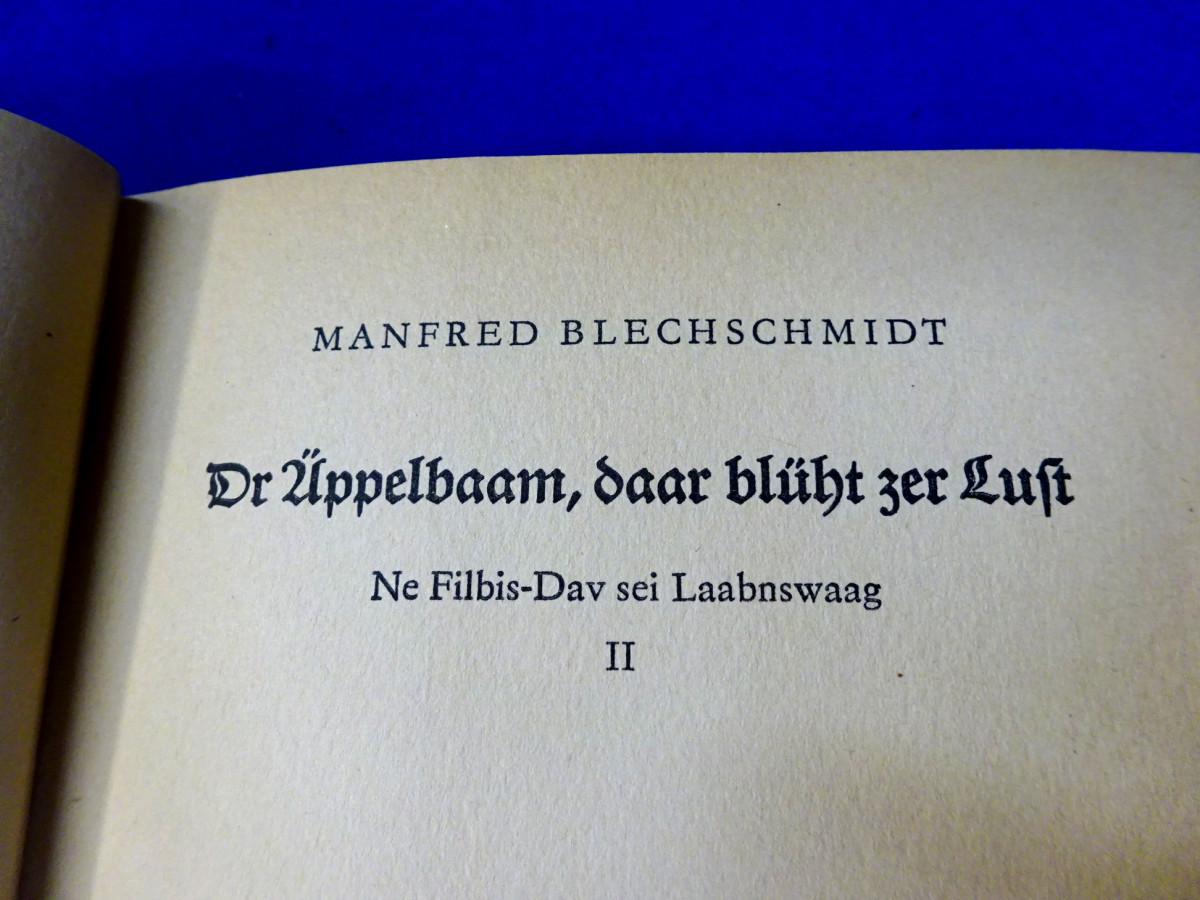 MANFRED BLECHSCHMIDT
Dr Äppelbaam, daar blüht zer Luſt
Ne Filbis-Dav sei Laabnswaag
II